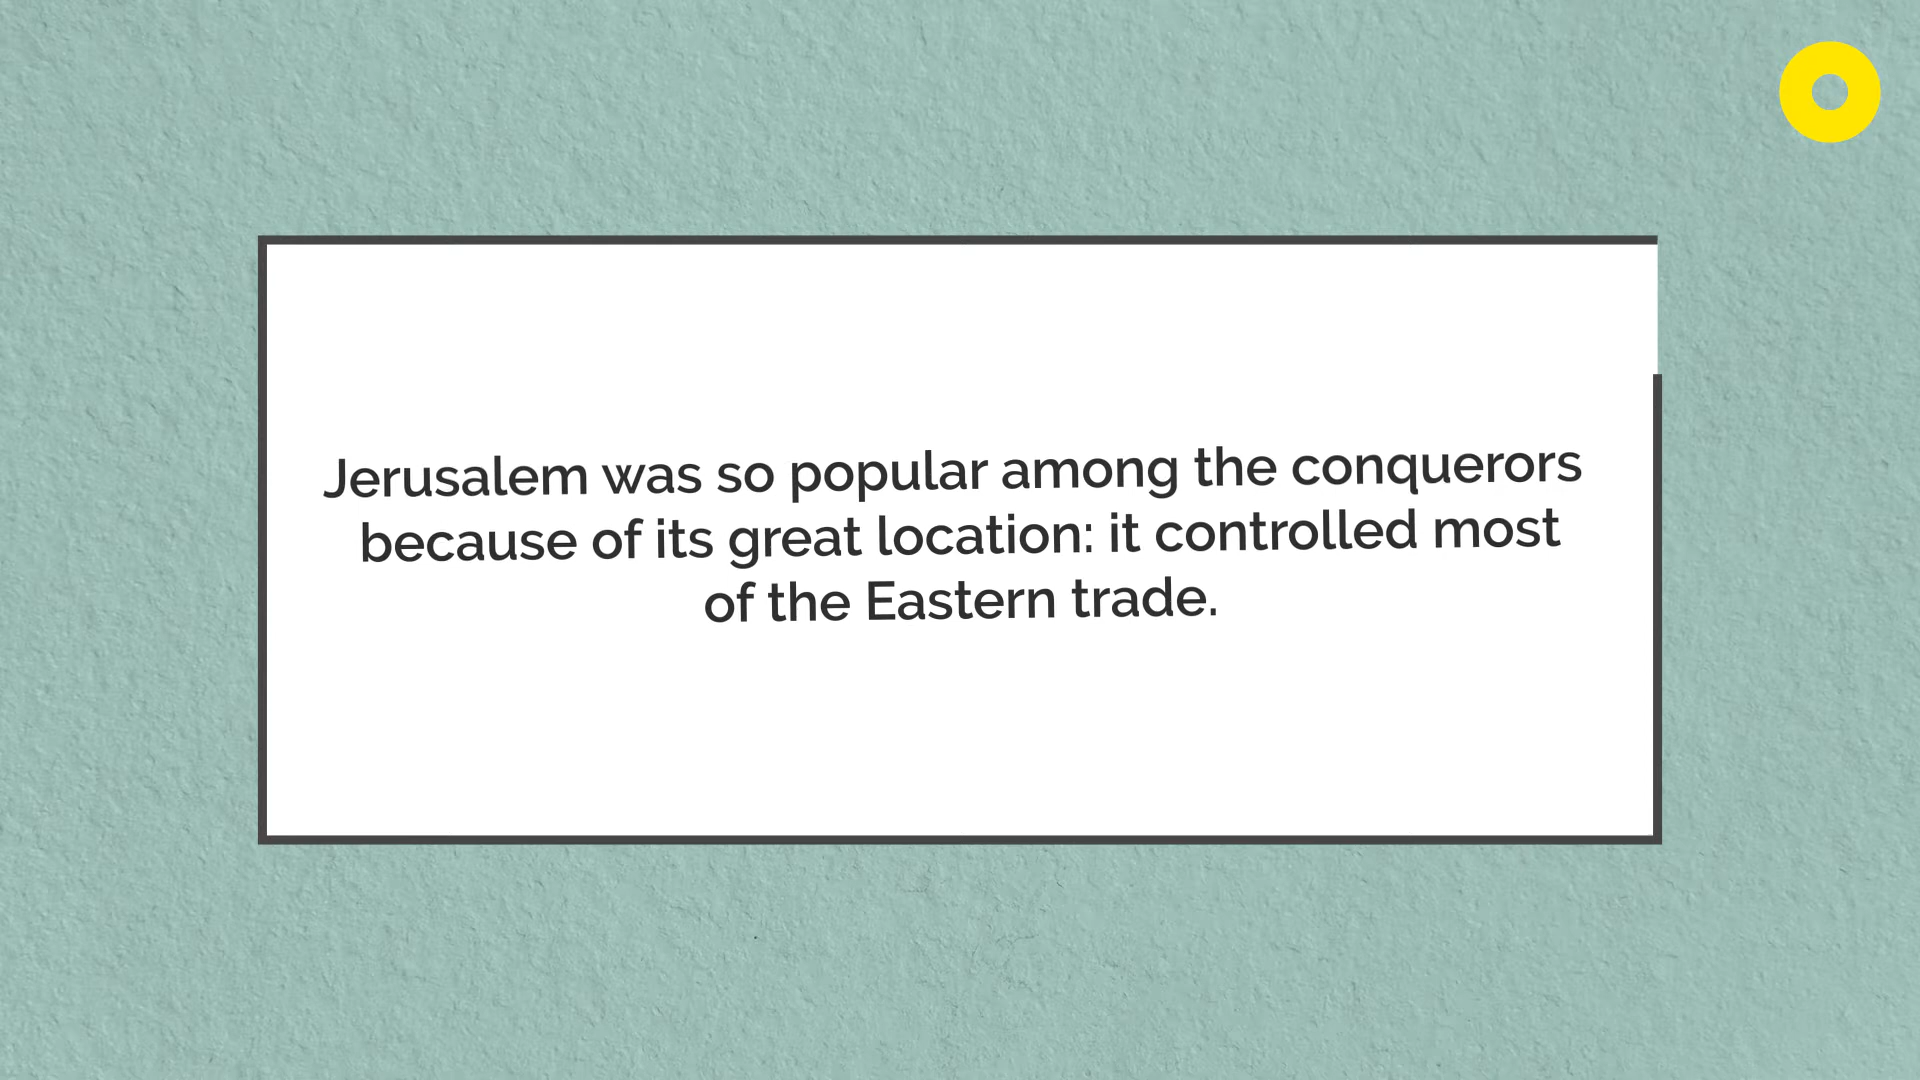 Jerusalem was so popular among the conquerors
because of its great location: it controlled most
of the Eastern trade.